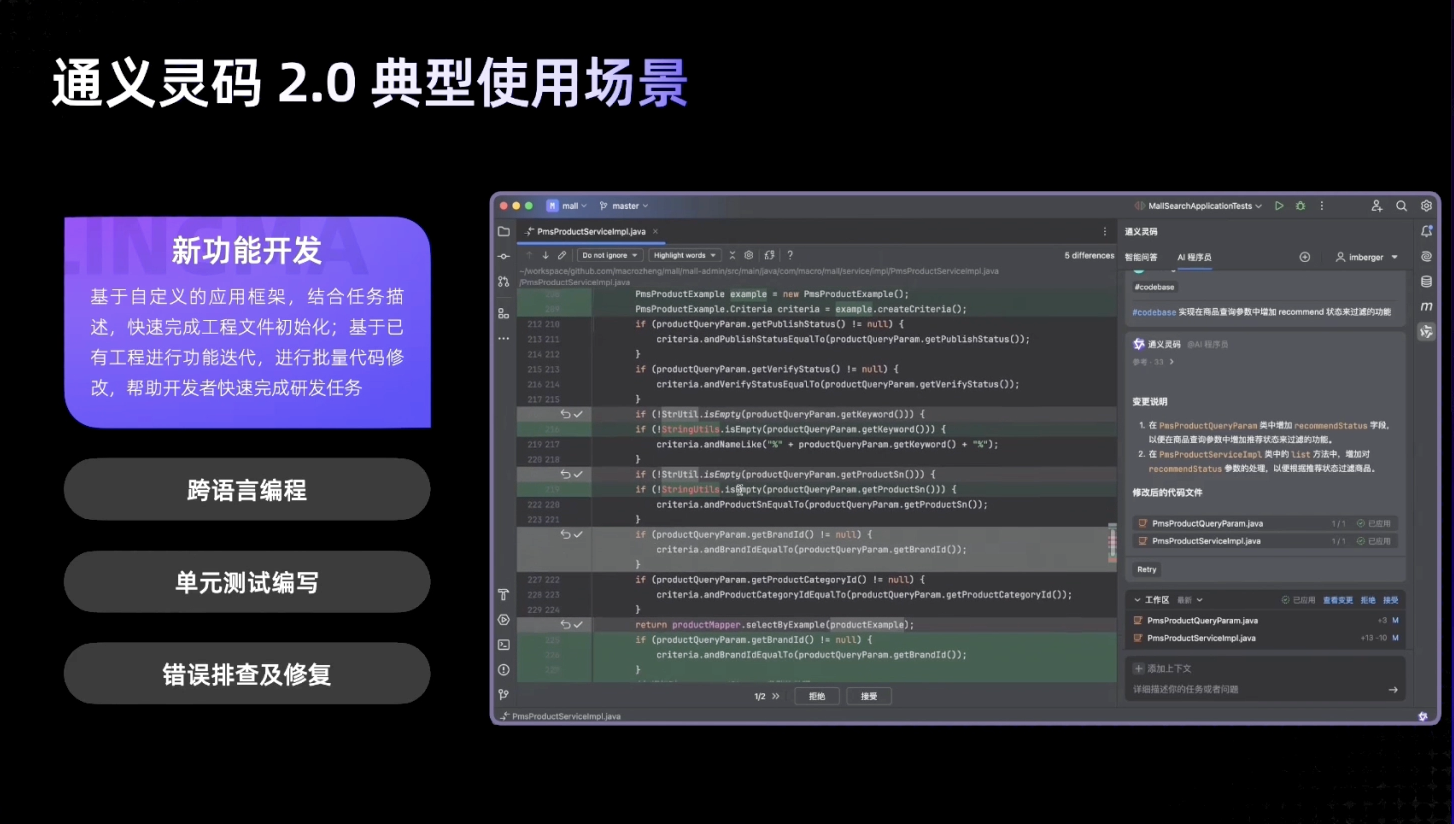 通义灵码 2.0 典型使用场景
LINGMA
新功能开发
基于自定义的应用框架，结合任务描
述，快速完成工程文件初始化；基于已
有工程进行功能迭代，进行批量代码修
改，帮助开发者快速完成研发任务
跨语言编程
单元测试编写
错误排查及修复
M mall master MallSearchApplicationTests
PmsProductServiceImpl.java
Do not ignore Highlight words ? 5 differences
~/workspace/github.com/macrozheng/mall/mall-admin/src/main/java/com/macro/mall/service/impl/PmsProductServiceImpl.java
/PmsProductServiceImpl.java
PmsProductExample example = new PmsProductExample();
PmsProductExample.Criteria criteria = example.createCriteria();
212 210 if (productQueryParam.getPublishStatus() != null) {
213 211 criteria.andPublishStatusEqualTo(productQueryParam.getPublishStatus());
214 212 }
215 213 if (productQueryParam.getVerifyStatus() != null) {
216 214 criteria.andVerifyStatusEqualTo(productQueryParam.getVerifyStatus());
217 215 }
if (!StrUtil.isEmpty(productQueryParam.getKeyword())) {
if (!StringUtils.isEmpty(productQueryParam.getKeyword())) {
219 217 criteria.andNameLike("%" + productQueryParam.getKeyword() + "%");
220 218 }
if (!StrUtil.isEmpty(productQueryParam.getProductSn())) {
if (!StringUtils.isEmpty(productQueryParam.getProductSn())) {
222 220 criteria.andProductSnEqualTo(productQueryParam.getProductSn());
223 221 }
if (productQueryParam.getBrandId() != null) {
criteria.andBrandIdEqualTo(productQueryParam.getBrandId());
}
227 222 if (productQueryParam.getProductCategoryId() != null) {
228 223 criteria.andProductCategoryIdEqualTo(productQueryParam.getProductCategoryId());
229 224 }
return productMapper.selectByExample(productExample);
if (productQueryParam.getBrandId() != null) {
criteria.andBrandIdEqualTo(productQueryParam.getBrandId());
}
1/2 拒绝 接受
PmsProductServiceImpl.java
通义灵码
智能问答 AI 程序员 imberger
#codebase
#codebase 实现在商品查询参数中增加 recommend 状态来过滤的功能
通义灵码 @AI 程序员
参考 · 33
变更说明
1. 在 PmsProductQueryParam 类中增加 recommendStatus 字段，
以便在商品查询参数中增加推荐状态来过滤的功能。
2. 在 PmsProductServiceImpl 类中的 list 方法中，增加对
recommendStatus 参数的处理，以便根据推荐状态过滤商品。
修改后的代码文件
PmsProductQueryParam.java 1/1 已应用
PmsProductServiceImpl.java 1/1 已应用
Retry
工作区 最新 已应用 查看变更 拒绝 接受
PmsProductQueryParam.java +3 M
PmsProductServiceImpl.java +13 -10 M
添加上下文
详细描述你的任务或者问题